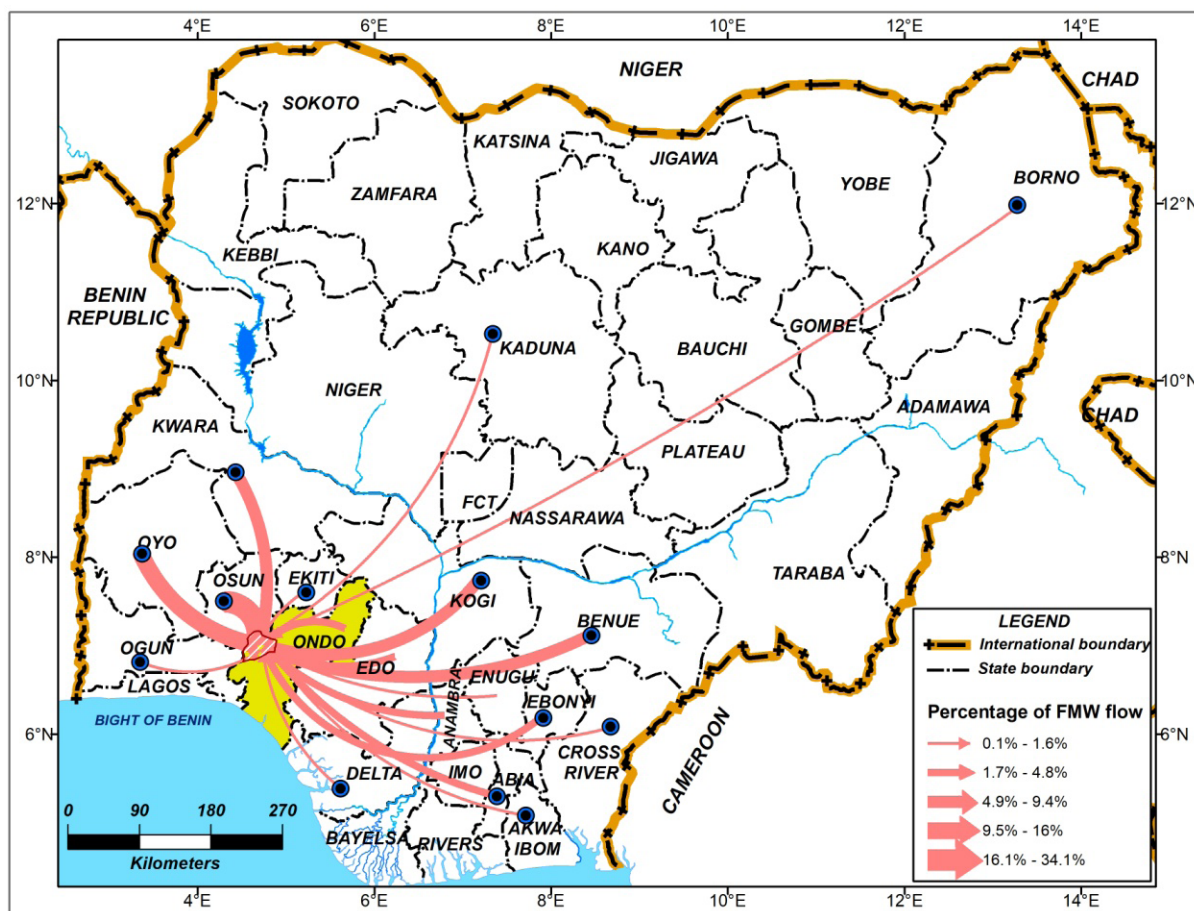 4°E 6°E 8°E 10°E 12°E 14°E
NIGER
CHAD
SOKOTO
KATSINA
JIGAWA
ZAMFARA
YOBE
BORNO
12°N 12°N
KANO
KEBBI
BENIN
REPUBLIC
GOMBE
KADUNA
BAUCHI
10°N 10°N
NIGER
ADAMAWA
CHAD
KWARA
PLATEAU
FCT
NASSARAWA
8°N 8°N
OYO
OSUN
EKITI
KOGI
TARABA
BENUE
ONDO
OGUN
EDO
ENUGU
LAGOS
ANAMBRA
EBONYI
BIGHT OF BENIN
6°N 6°N
CROSS
RIVER
CAMEROON
DELTA
IMO
ABIA
AKWA
IBOM
BAYELSA
RIVERS
0 90 180 270
Kilometers
LEGEND
International boundary
State boundary
Percentage of FMW flow
0.1% - 1.6%
1.7% - 4.8%
4.9% - 9.4%
9.5% - 16%
16.1% - 34.1%
4°E 6°E 8°E 10°E 12°E 14°E